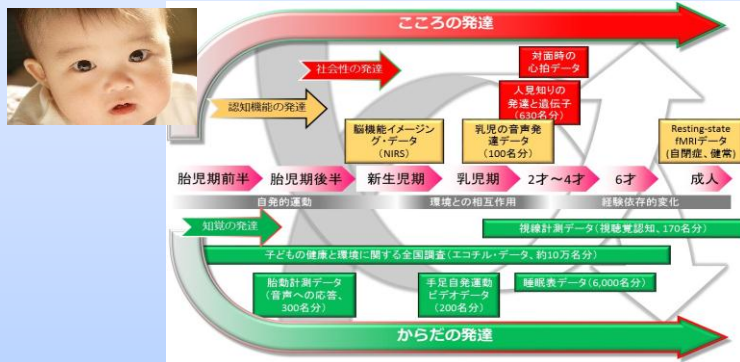 こころの発達
社会性の発達
対面時の
心拍データ
認知機能の発達
人見知りの
発達と遺伝子
(630名分)
脳機能イメージン
グ・データ
(NIRS)
乳児の音声発
達データ
(100名分)
Resting-state
fMRIデータ
(自閉症、健常)
胎児期前半
胎児期後半
新生児期
乳児期
2才～4才
6才
成人
自発的運動
環境との相互作用
経験依存的変化
知覚の発達
視線計測データ(視聴覚認知、170名分)
子どもの健康と環境に関する全国調査(エコチル・データ、約10万名分)
胎動計測データ
(音声への応答、
300名分)
手足自発運動
ビデオデータ
(200名分)
睡眠表データ(6,000名分)
からだの発達